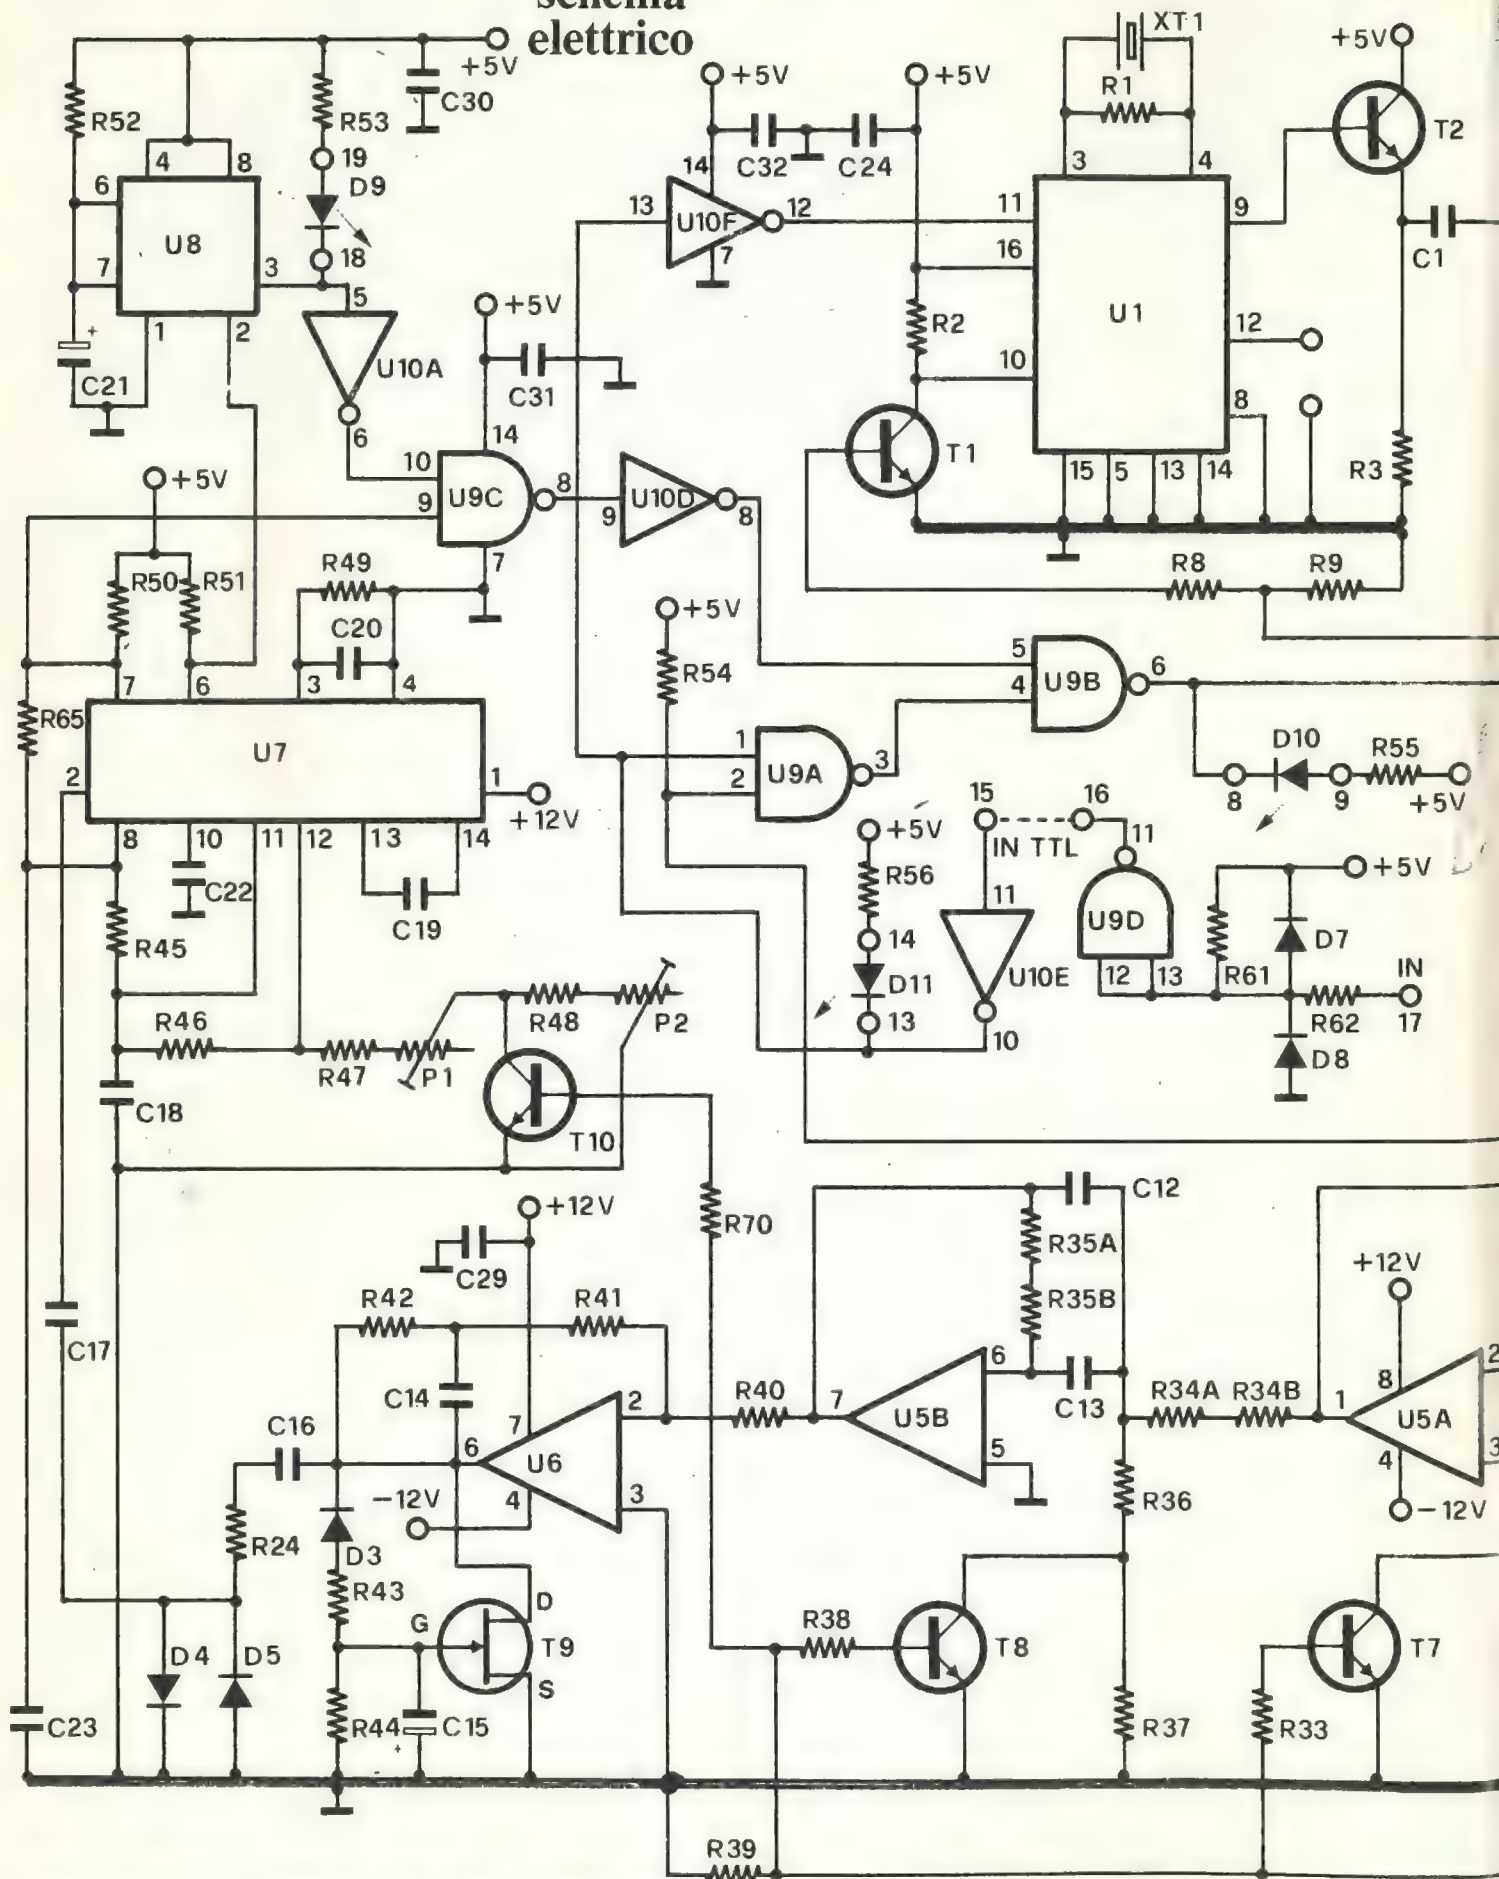 schema
elettrico
+5V
R52
R53
C30
19
D9
18
4
8
6
7
U8
3
1
2
5
U10A
6
C21
+
+5V
+5V
C32
C24
14
13
U10F
12
7
XT1
R1
3
4
11
16
10
U1
9
12
8
15
5
13
14
+5V
T2
C1
R3
R2
T1
R8
R9
+5V
C31
14
10
9
U9C
8
7
9
U10D
8
+5V
R50
R51
R49
C20
7
6
3
4
R65
U7
2
1
+12V
8
10
11
12
13
14
C22
C19
R45
R46
R47
P1
R48
P2
C18
T10
+5V
R54
1
2
U9A
3
5
4
U9B
6
D10
R55
8
9
+5V
15
16
IN TTL
11
11
U10E
10
+5V
R56
14
D11
13
U9D
12
13
R61
+5V
D7
IN
R62
17
D8
C17
+12V
C29
R42
R41
C14
C16
R24
7
2
6
U6
3
4
-12V
D3
R43
G
D
T9
S
R44
C15
+
D4
D5
C23
R70
R40
7
U5B
6
5
C12
R35A
R35B
C13
R34A
R34B
R36
R37
R38
T8
+12V
8
1
U5A
2
3
4
-12V
T7
R33
R39